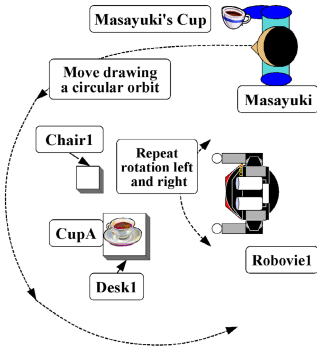 Masayuki's Cup
Move drawing
a circular orbit
Masayuki
Chair1
Repeat
rotation left
and right
CupA
Robovie1
Desk1